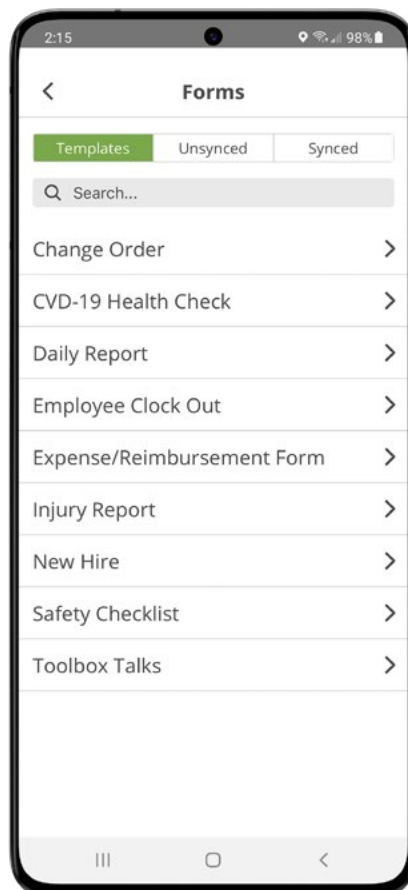 2:15
98%
Forms
Templates Unsynced Synced
Search...
Change Order
CVD-19 Health Check
Daily Report
Employee Clock Out
Expense/Reimbursement Form
Injury Report
New Hire
Safety Checklist
Toolbox Talks